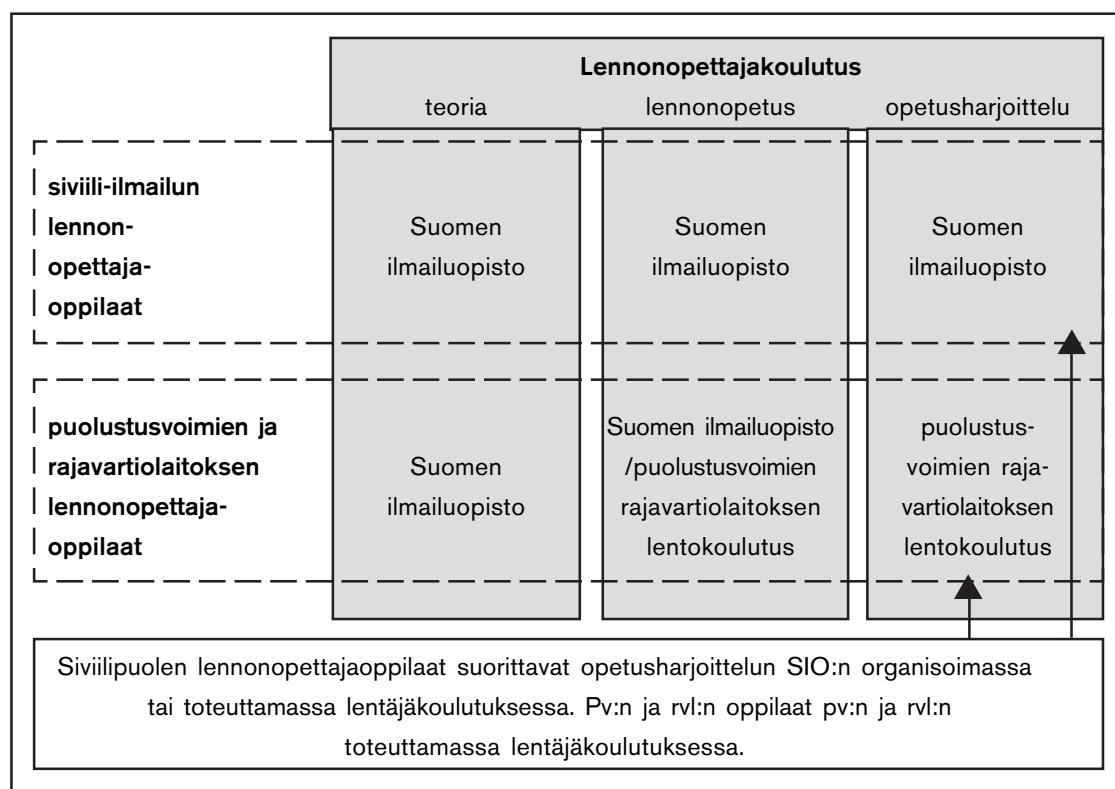 Lennonopettajakoulutus
teoria
lennonopetus
opetusharjoittelu
siviili-ilmailun
lennon-
opettaja-
oppilaat
Suomen
ilmailuopisto
Suomen
ilmailuopisto
Suomen
ilmailuopisto
puolustusvoimien ja
rajavartiolaitoksen
lennonopettaja-
oppilaat
Suomen
ilmailuopisto
Suomen ilmailuopisto
/puolustusvoimien
rajavartiolaitoksen
lentokoulutus
puolustus-
voimien raja-
vartiolaitoksen
lentokoulutus
Siviilipuolen lennonopettajaoppilaat suorittavat opetusharjoittelun SIO:n organisoimassa
tai toteuttamassa lentäjäkoulutuksessa. Pv:n ja rvl:n oppilaat pv:n ja rvl:n
toteuttamassa lentäjäkoulutuksessa.